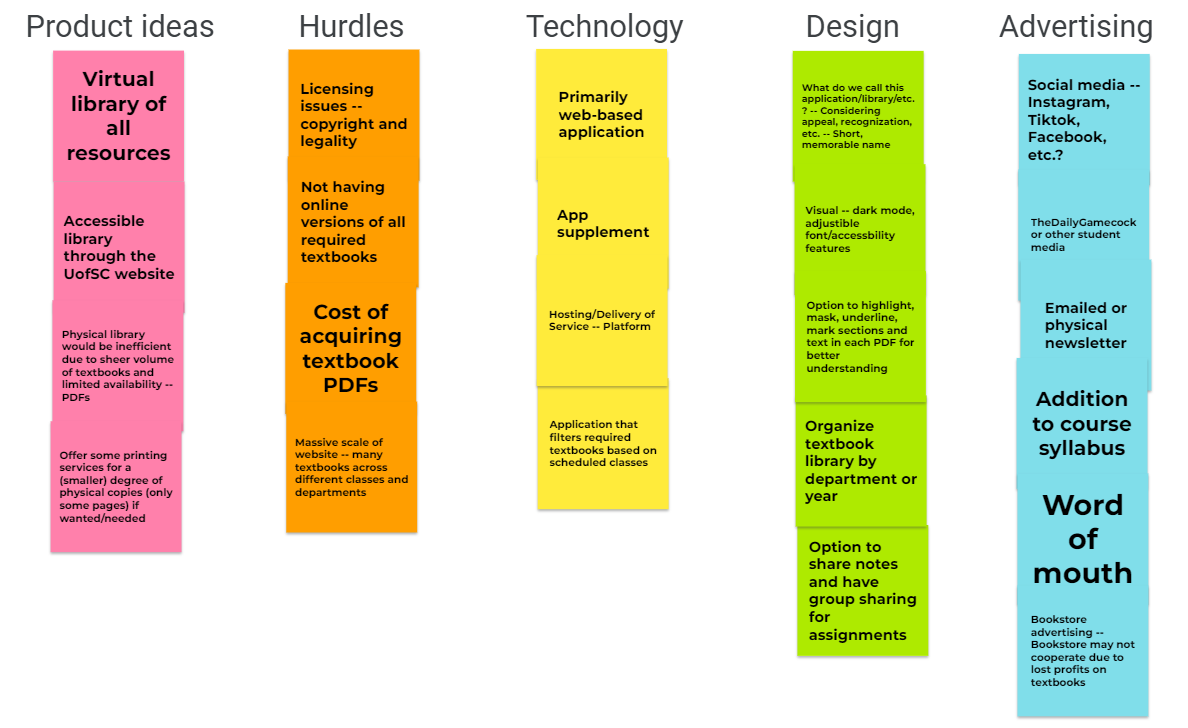 Product ideas
Virtual
library of
all
resources
Accessible
library
through the
UofSC website
Physical library
would be inefficient
due to sheer volume
of textbooks and
limited availability --
PDFs
Offer some printing
services for a
(smaller) degree of
physical copies (only
some pages) if
wanted/needed
Hurdles
Licensing
issues --
copyright and
legality
Not having
online
versions of all
required
textbooks
Cost of
acquiring
textbook
PDFs
Massive scale of
website -- many
textbooks across
different classes and
departments
Technology
Primarily
web-based
application
App
supplement
Hosting/Delivery of
Service -- Platform
Application that
filters required
textbooks based on
scheduled classes
Design
What do we call this
application/library/etc.
? -- Considering
appeal, recognization,
etc. -- Short,
memorable name
Visual -- dark mode,
adjustible
font/accessbility
features
Option to highlight,
mask, underline,
mark sections and
text in each PDF for
better
understanding
Organize
textbook
library by
department or
year
Option to
share notes
and have
group sharing
for
assignments
Advertising
Social media --
Instagram,
Tiktok,
Facebook,
etc.?
TheDailyGamecock
or other student
media
Emailed or
physical
newsletter
Addition
to course
syllabus
Word
of
mouth
Bookstore
advertising --
Bookstore may not
cooperate due to
lost profits on
textbooks